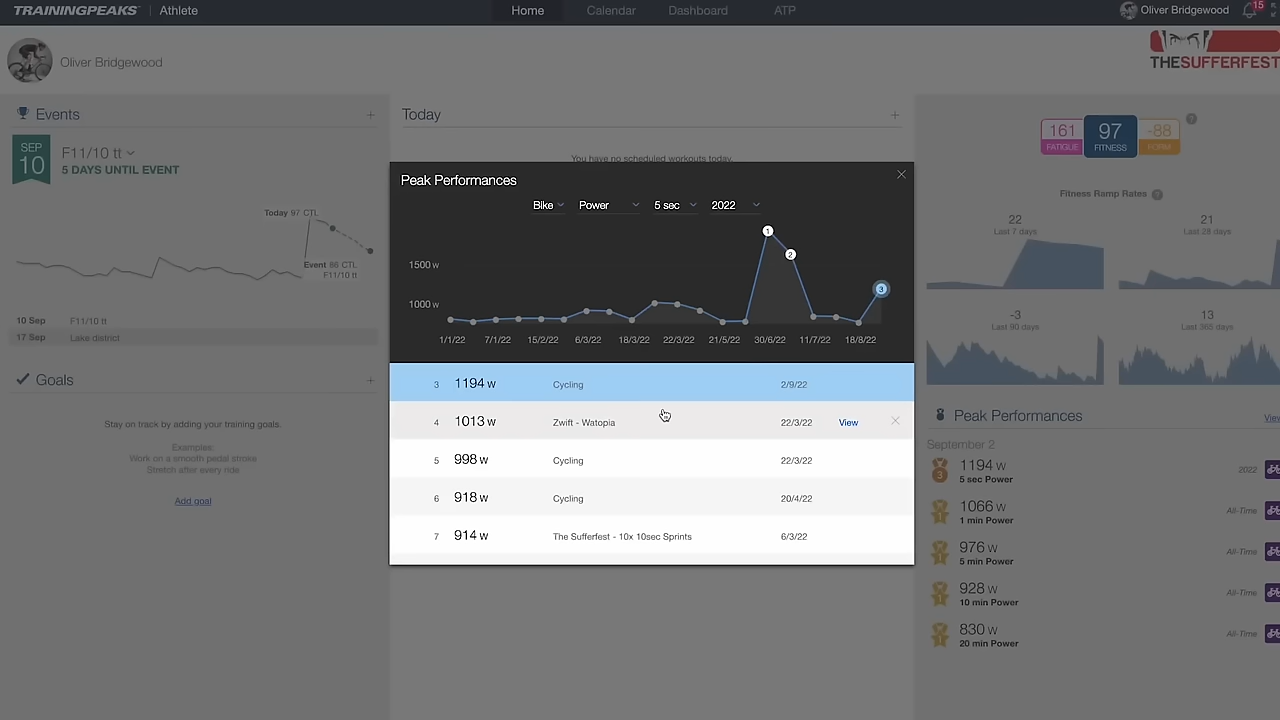 TRAININGPEAKS Athlete
Home Calendar Dashboard ATP
Oliver Bridgewood 15
Oliver Bridgewood
THESUFFERFEST
Events +
SEP
10
F11/10 tt
5 DAYS UNTIL EVENT
Today 97 CTL
Event 86 CTL
F11/10 tt
10 Sep F11/10 tt
17 Sep Lake district
Goals +
Stay on track by adding your training goals.
Examples:
Work on a smooth pedal stroke
Stretch after every ride
Add goal
Today +
You have no scheduled workouts today.
Peak Performances
Bike Power 5 sec 2022
1
2
3
1500 W
1000 W
1/1/22 7/1/22 15/2/22 6/3/22 18/3/22 22/3/22 21/5/22 30/6/22 11/7/22 18/8/22
3 1194 W Cycling 2/9/22
4 1013 W Zwift - Watopia 22/3/22 View
5 998 W Cycling 22/3/22
6 918 W Cycling 20/4/22
7 914 W The Sufferfest - 10x 10sec Sprints 6/3/22
161
FATIGUE
97
FITNESS
-88
FORM
?
Fitness Ramp Rates ?
22
Last 7 days
21
Last 28 days
-3
Last 90 days
13
Last 365 days
Peak Performances
September 2
3 1194 W 2022
5 sec Power
1 1066 W All-Time
1 min Power
1 976 W All-Time
5 min Power
1 928 W All-Time
10 min Power
1 830 W All-Time
20 min Power